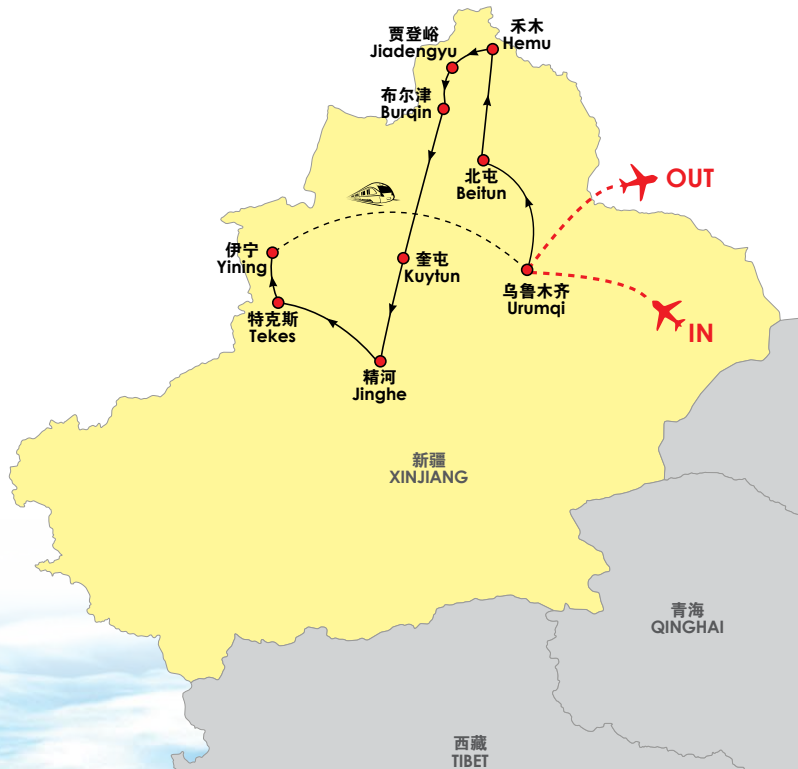 禾木
Hemu
贾登峪
Jiadengyu
布尔津
Burqin
北屯
Beitun
OUT
伊宁
Yining
奎屯
Kuytun
乌鲁木齐
Urumqi
IN
特克斯
Tekes
精河
Jinghe
新疆
XINJIANG
青海
QINGHAI
西藏
TIBET